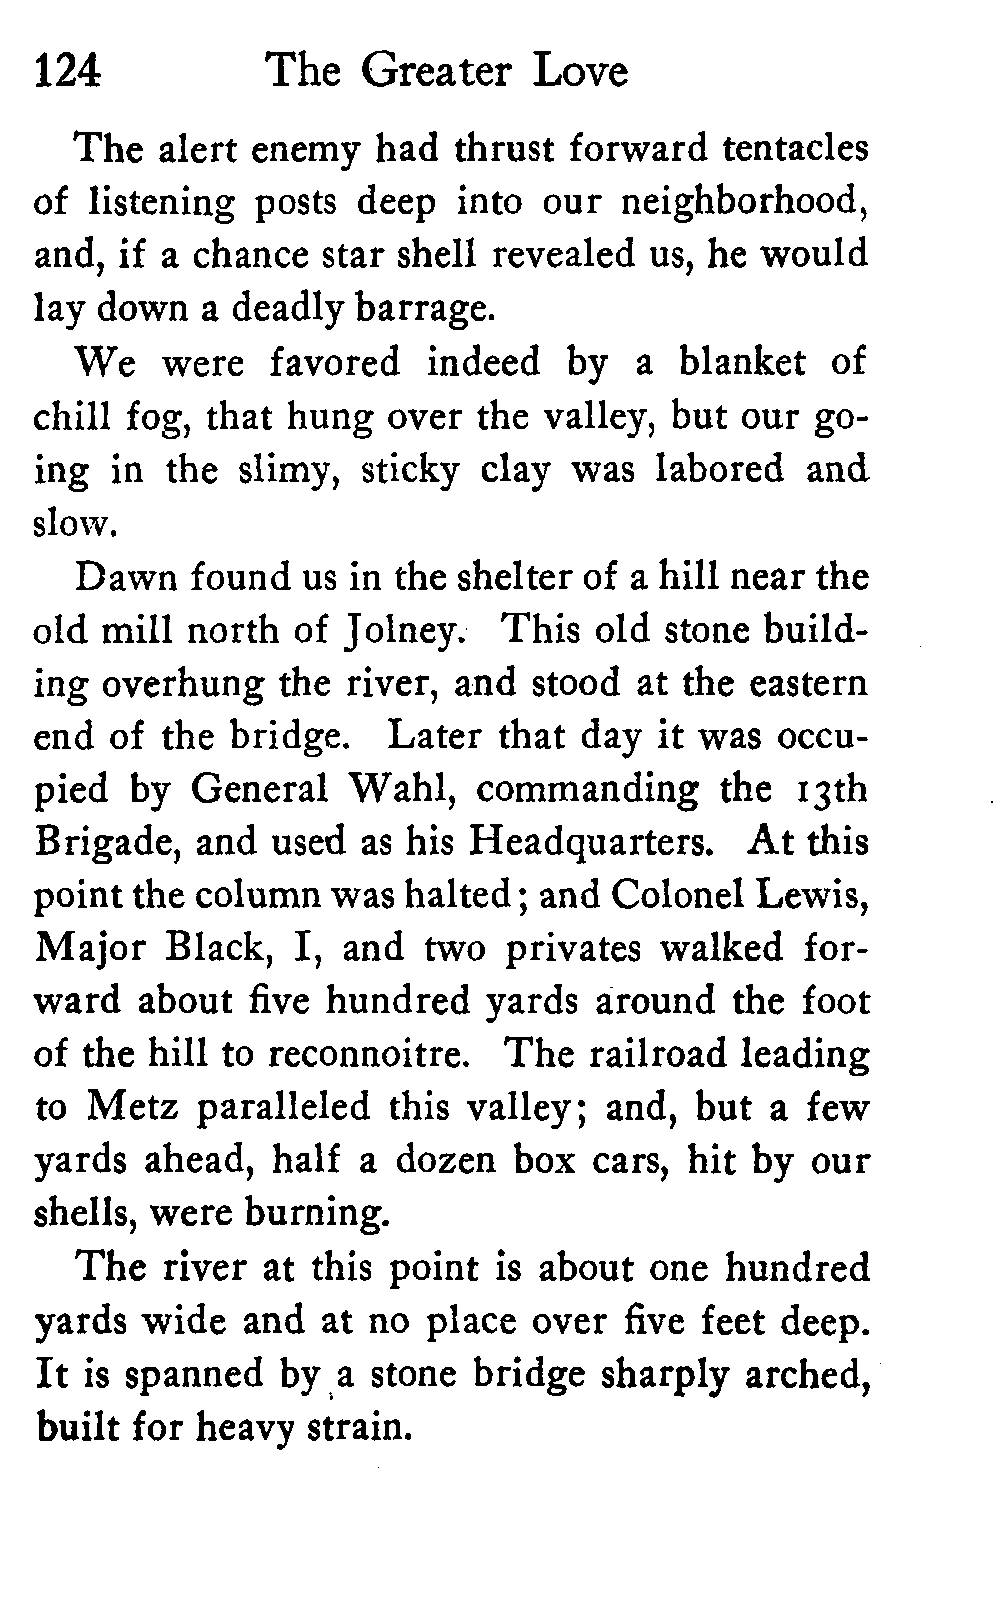 124 The Greater Love
The alert enemy had thrust forward tentacles
of listening posts deep into our neighborhood,
and, if a chance star shell revealed us, he would
lay down a deadly barrage.
We were favored indeed by a blanket of
chill fog, that hung over the valley, but our go-
ing in the slimy, sticky clay was labored and
slow.
Dawn found us in the shelter of a hill near the
old mill north of Jolney. This old stone build-
ing overhung the river, and stood at the eastern
end of the bridge. Later that day it was occu-
pied by General Wahl, commanding the 13th
Brigade, and used as his Headquarters. At this
point the column was halted; and Colonel Lewis,
Major Black, I, and two privates walked for-
ward about five hundred yards around the foot
of the hill to reconnoitre. The railroad leading
to Metz paralleled this valley; and, but a few
yards ahead, half a dozen box cars, hit by our
shells, were burning.
The river at this point is about one hundred
yards wide and at no place over five feet deep.
It is spanned by a stone bridge sharply arched,
built for heavy strain.